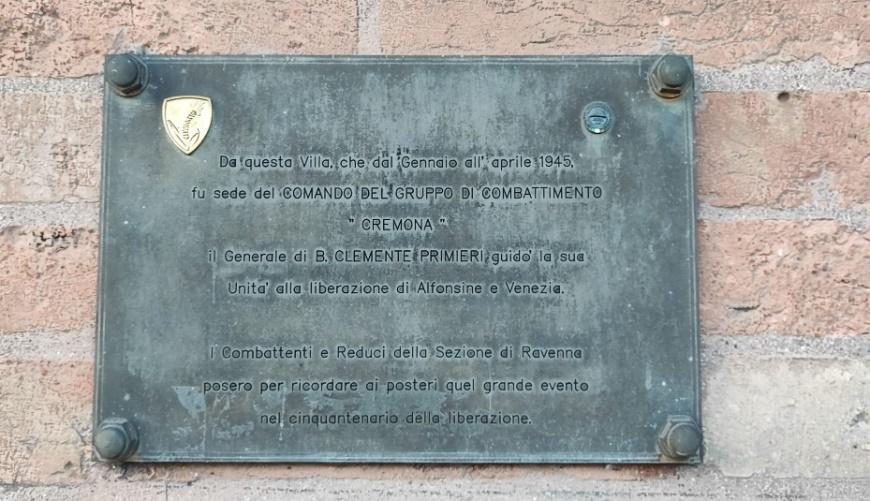 Da questa Villa, che dal Gennaio all' aprile 1945,
fu sede del COMANDO DEL GRUPPO DI COMBATTIMENTO
" CREMONA "
il Generale di B. CLEMENTE PRIMIERI guido' la sua
Unita' alla liberazione di Alfonsine e Venezia.
I Combattenti e Reduci della Sezione di Ravenna
posero per ricordare ai posteri quel grande evento
nel cinquantenario della liberazione.